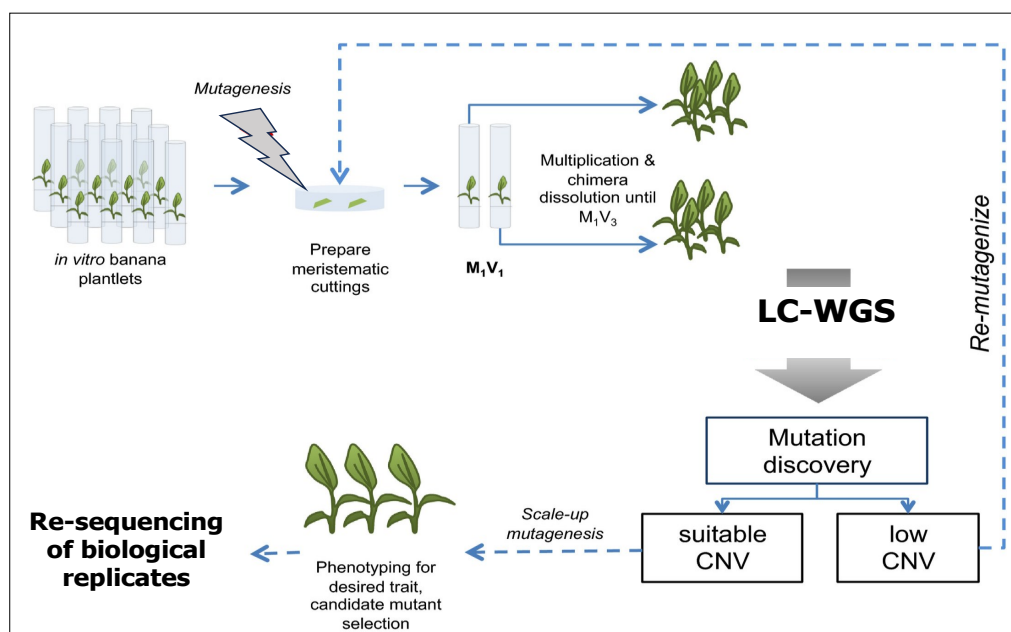 Mutagenesis
in vitro banana
plantlets
Prepare
meristematic
cuttings
M₁V₁
Multiplication &
chimera
dissolution until
M₁V₃
Re-mutagenize
LC-WGS
Mutation
discovery
suitable
CNV
low
CNV
Scale-up
mutagenesis
Phenotyping for
desired trait,
candidate mutant
selection
Re-sequencing
of biological
replicates